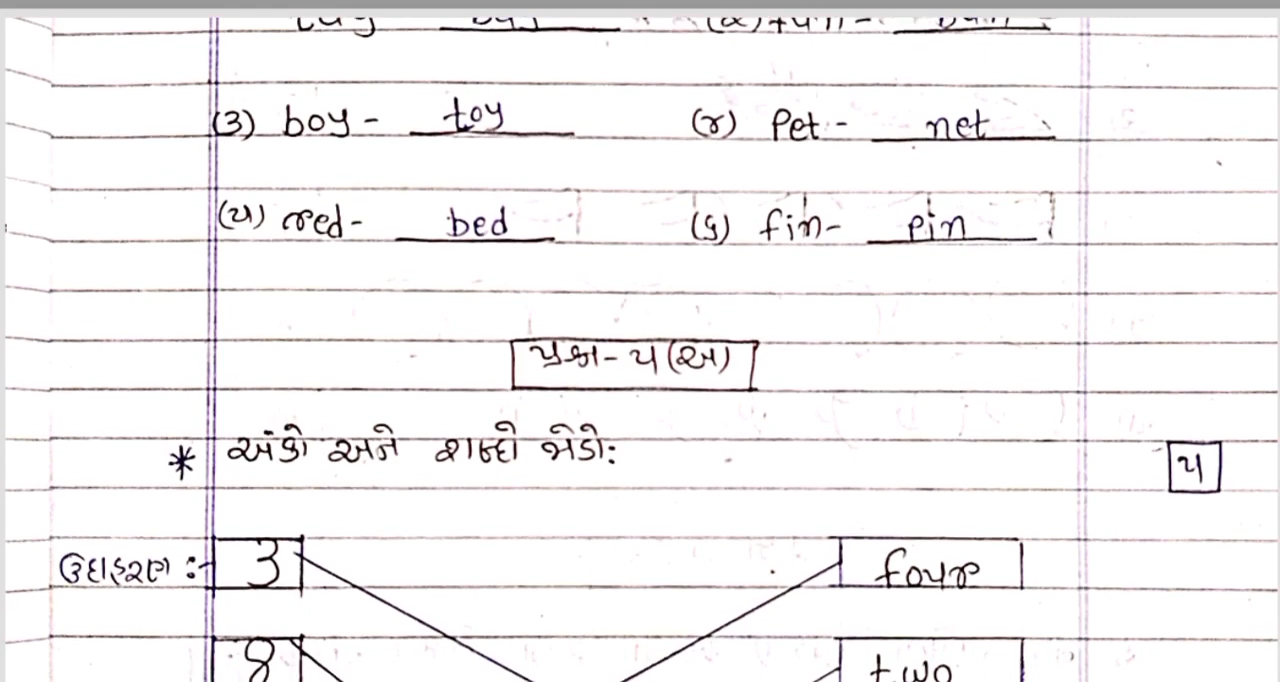 (૩) boy - toy (૪) Pet - net
(૫) red - bed (૬) fin - pin
પ્રશ્ન - ૫ (અ)
* અંકો અને શબ્દો જોડો: ૫
ઉદાહરણ :- 3 four
8 two